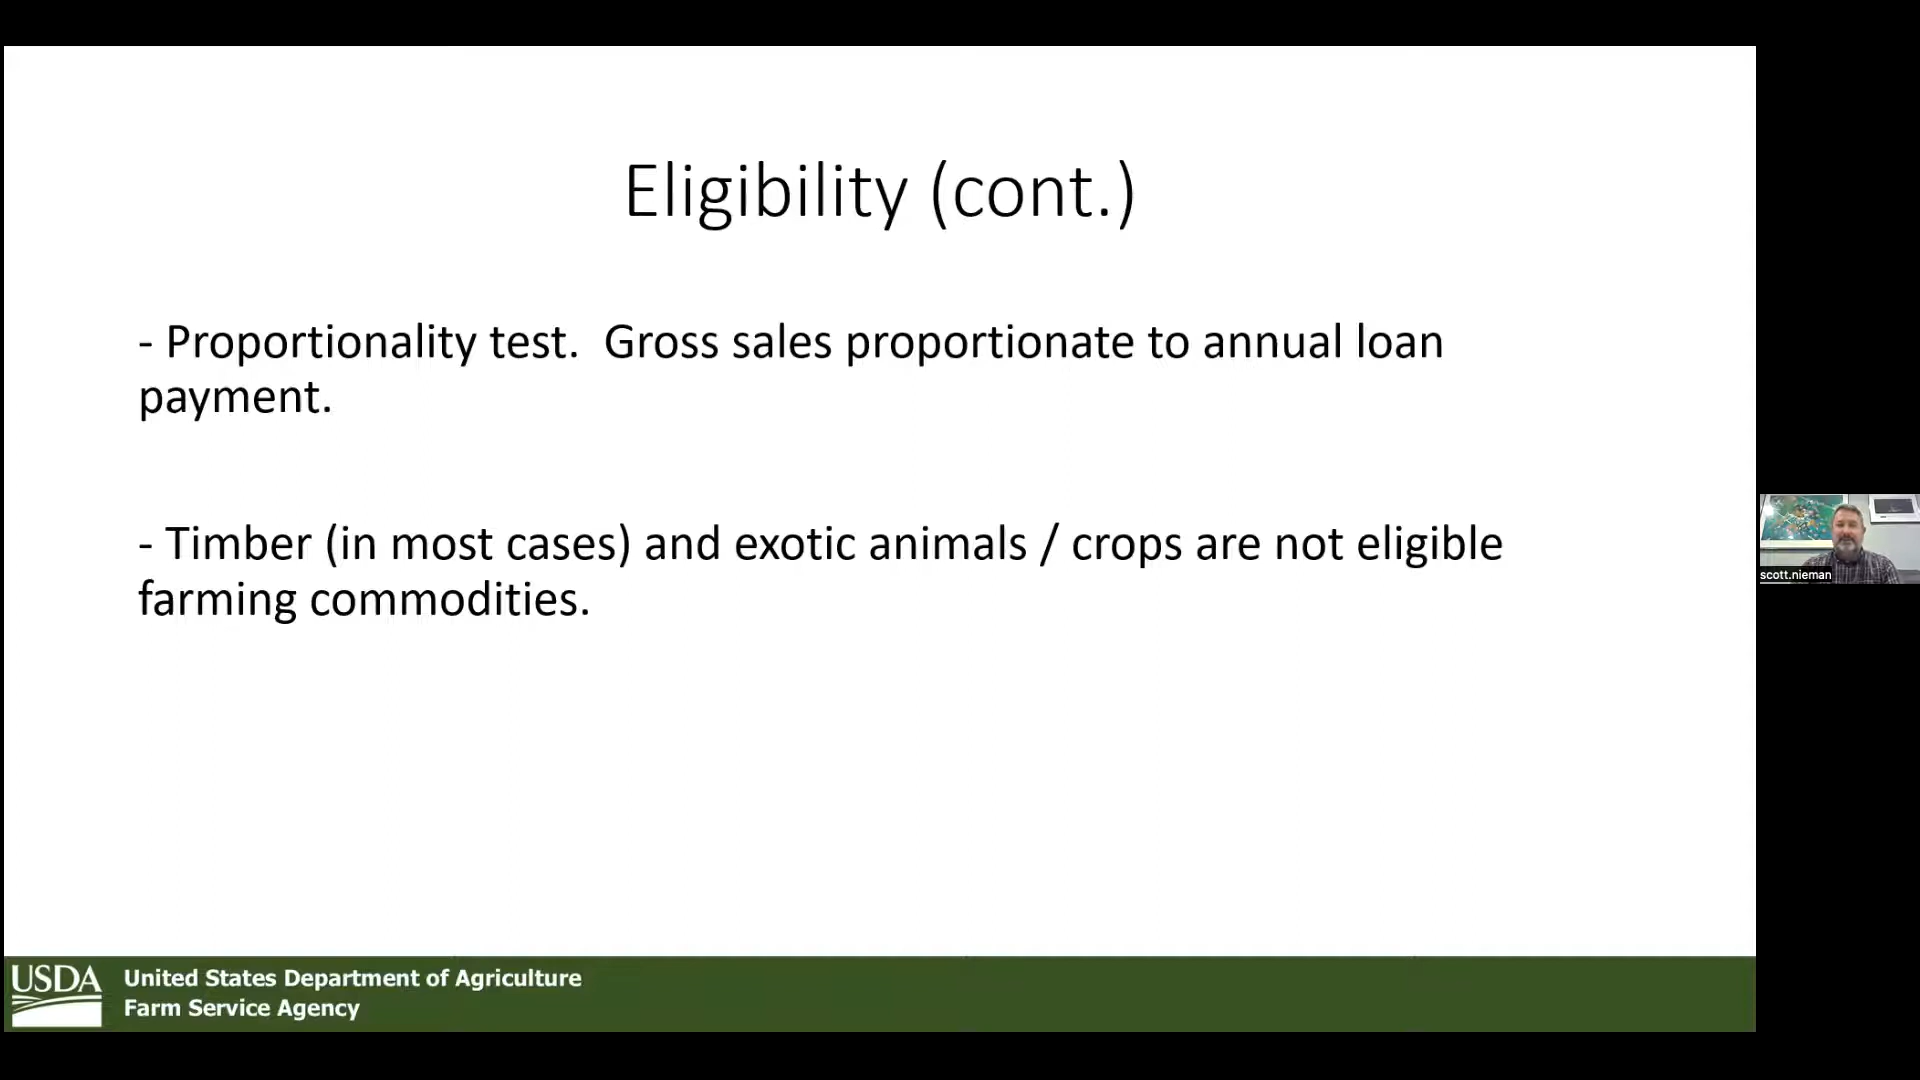 Eligibility (cont.)
- Proportionality test.  Gross sales proportionate to annual loan
payment.
- Timber (in most cases) and exotic animals / crops are not eligible
farming commodities.
scott.nieman
USDA
United States Department of Agriculture
Farm Service Agency